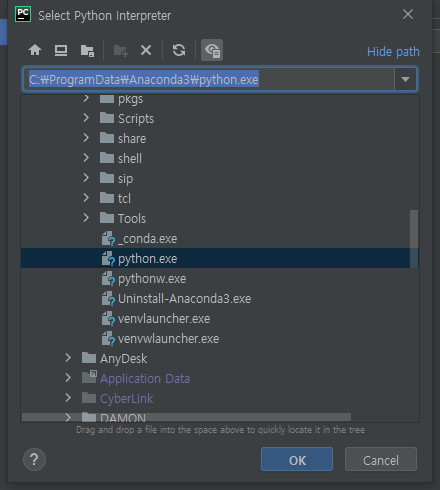 PC
Select Python Interpreter
Hide path
C:₩ProgramData₩Anaconda3₩python.exe
pkgs
Scripts
share
shell
sip
tcl
Tools
_conda.exe
python.exe
pythonw.exe
Uninstall-Anaconda3.exe
venvlauncher.exe
venvwlauncher.exe
AnyDesk
Application Data
CyberLink
DAMON
Drag and drop a file into the space above to quickly locate it in the tree
?
OK
Cancel